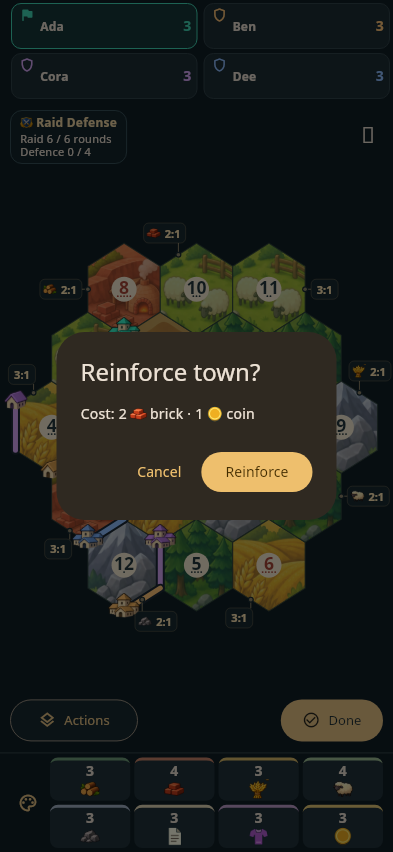 Ada 3
Ben 3
Cora 3
Dee 3
Raid Defense
Raid 6 / 6 rounds
Defence 0 / 4
2:1
2:1
8
10
11
3:1
3:1
2:1
Reinforce town?
4
9
Cost: 2 brick · 1 coin
Cancel
Reinforce
2:1
3:1
12
5
6
2:1
3:1
Actions
Done
3 4 3 4
3 3 3 3